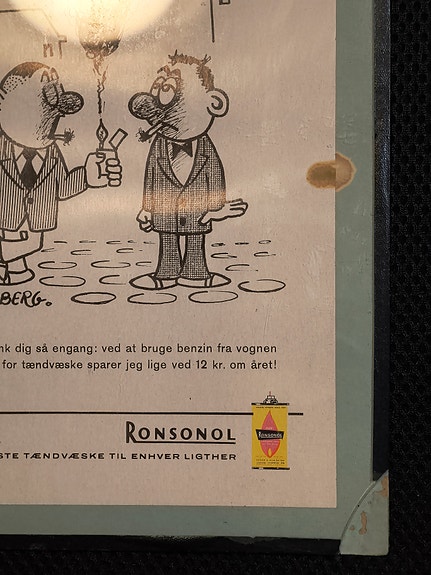 BERG.
nk dig så engang: ved at bruge benzin fra vognen
for tændvæske sparer jeg lige ved 12 kr. om året!
RONSONOL
STE TÆNDVÆSKE TIL ENHVER LIGTHER
RONSONOL